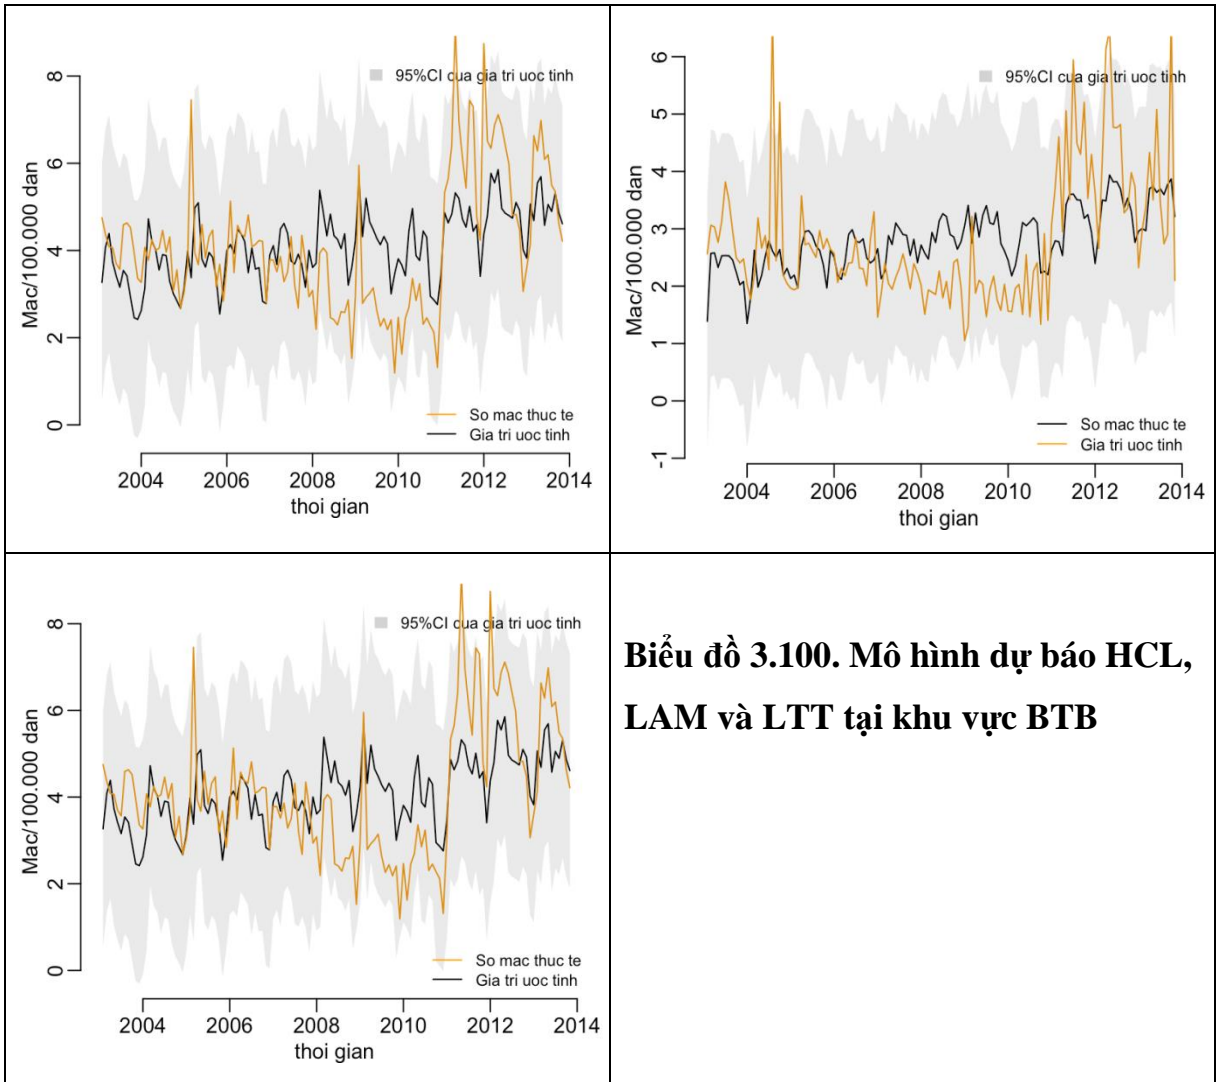 8
6
4
2
0
Mac/100.000 dan
95%CI cua gia tri uoc tinh
So mac thuc te
Gia tri uoc tinh
2004 2006 2008 2010 2012 2014
thoi gian
6
5
4
3
2
1
0
-1
Mac/100.000 dan
95%CI cua gia tri uoc tinh
So mac thuc te
Gia tri uoc tinh
2004 2006 2008 2010 2012 2014
thoi gian
8
6
4
2
0
Mac/100.000 dan
95%CI cua gia tri uoc tinh
So mac thuc te
Gia tri uoc tinh
2004 2006 2008 2010 2012 2014
thoi gian
Biểu đồ 3.100. Mô hình dự báo HCL,
LAM và LTT tại khu vực BTB